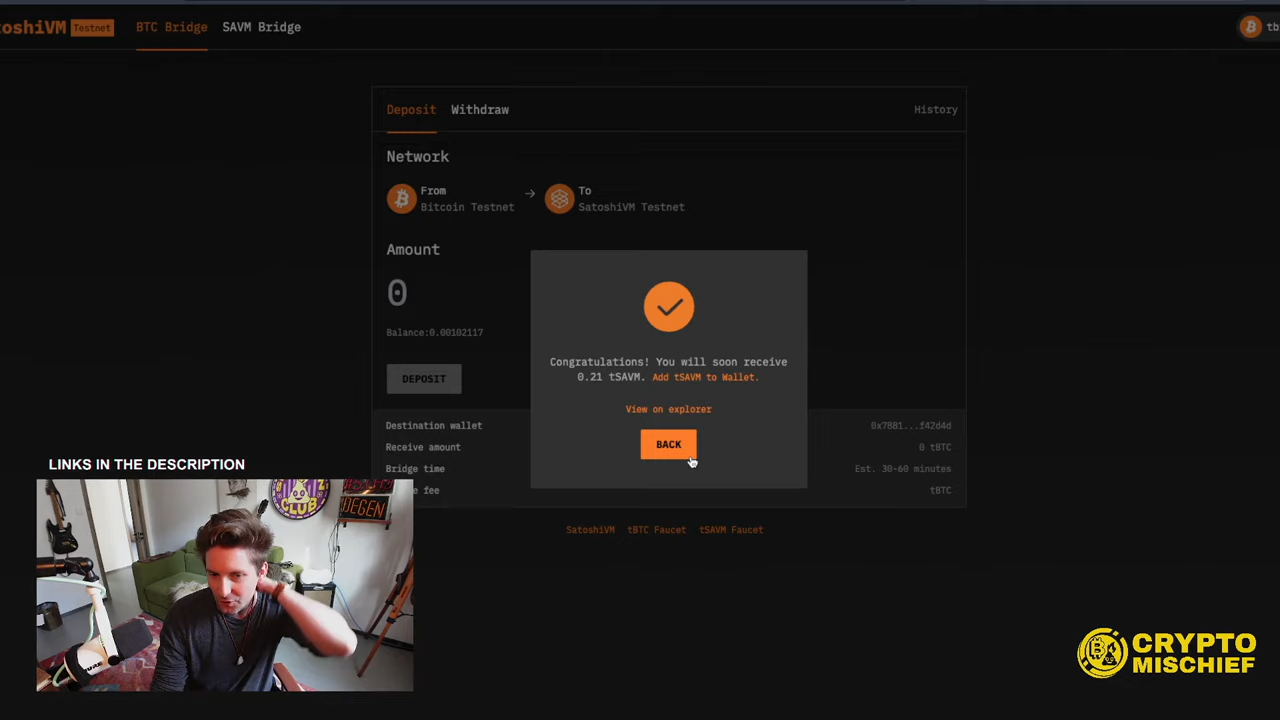 toshiVM Testnet
BTC Bridge
SAVM Bridge
tb
Deposit
Withdraw
History
Network
From
Bitcoin Testnet
To
SatoshiVM Testnet
Amount
0
Balance:0.00102117
DEPOSIT
Congratulations! You will soon receive
0.21 tSAVM. Add tSAVM to Wallet.
View on explorer
BACK
Destination wallet
0x7881...f42d4d
Receive amount
0 tBTC
Bridge time
Est. 30-60 minutes
fee
tBTC
SatoshiVM
tBTC Faucet
tSAVM Faucet
LINKS IN THE DESCRIPTION
CLUB
DEGEN
CRYPTO
MISCHIEF